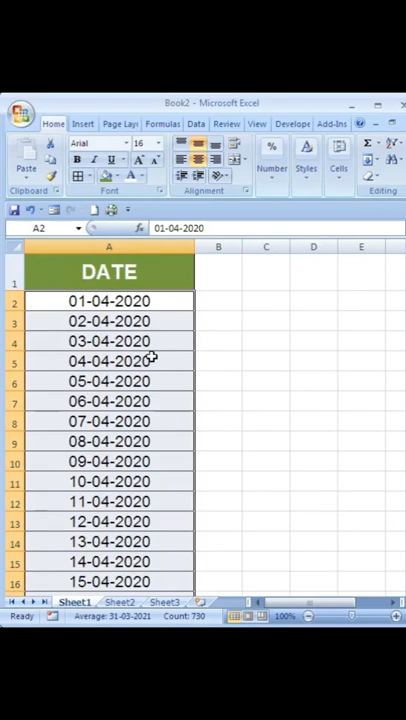 Book2 - Microsoft Excel
Home Insert Page Layo Formulas Data Review View Develope Add-Ins
Arial 16
Paste B I U A A % Number Styles A Cells Σ
Clipboard Font Alignment Editing
A2 fx 01-04-2020
A B C D E
1 DATE
2 01-04-2020
3 02-04-2020
4 03-04-2020
5 04-04-2020
6 05-04-2020
7 06-04-2020
8 07-04-2020
9 08-04-2020
10 09-04-2020
11 10-04-2020
12 11-04-2020
13 12-04-2020
14 13-04-2020
15 14-04-2020
16 15-04-2020
Sheet1 Sheet2 Sheet3
Ready Average: 31-03-2021 Count: 730 100%